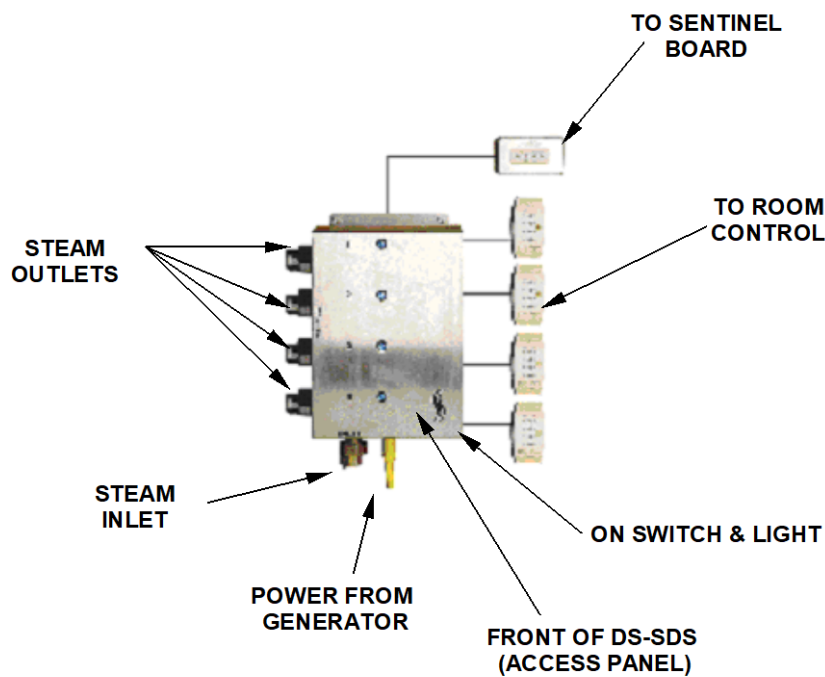 TO SENTINEL
BOARD
TO ROOM
CONTROL
STEAM
OUTLETS
STEAM
INLET
ON SWITCH & LIGHT
POWER FROM
GENERATOR
FRONT OF DS-SDS
(ACCESS PANEL)